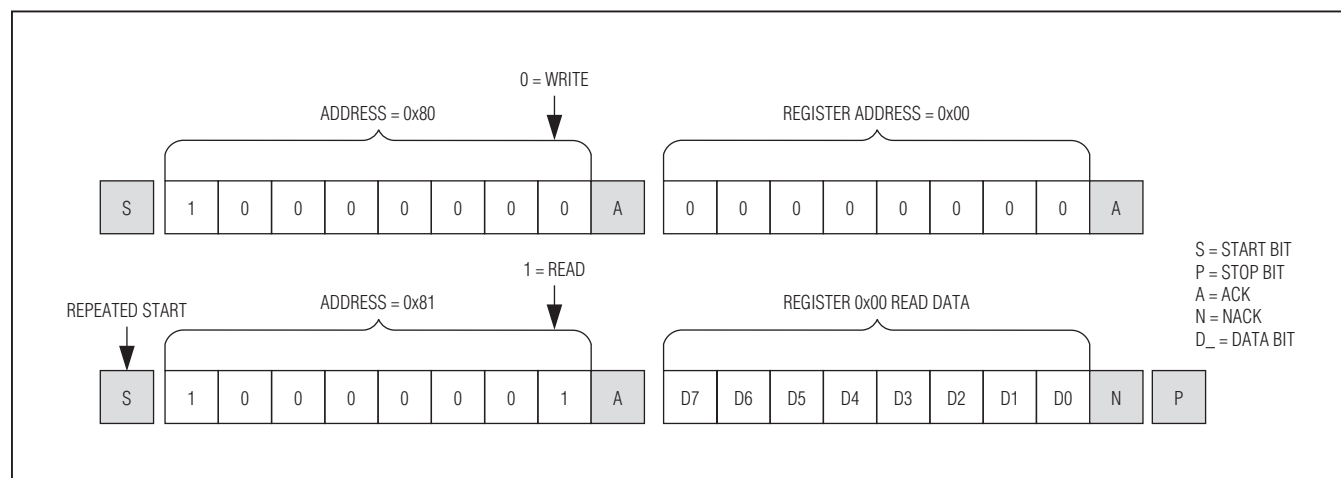 0 = WRITE
ADDRESS = 0x80
REGISTER ADDRESS = 0x00
S 1 0 0 0 0 0 0 0 A 0 0 0 0 0 0 0 0 A
1 = READ
REPEATED START
ADDRESS = 0x81
REGISTER 0x00 READ DATA
S 1 0 0 0 0 0 0 1 A D7 D6 D5 D4 D3 D2 D1 D0 N P
S = START BIT
P = STOP BIT
A = ACK
N = NACK
D_ = DATA BIT